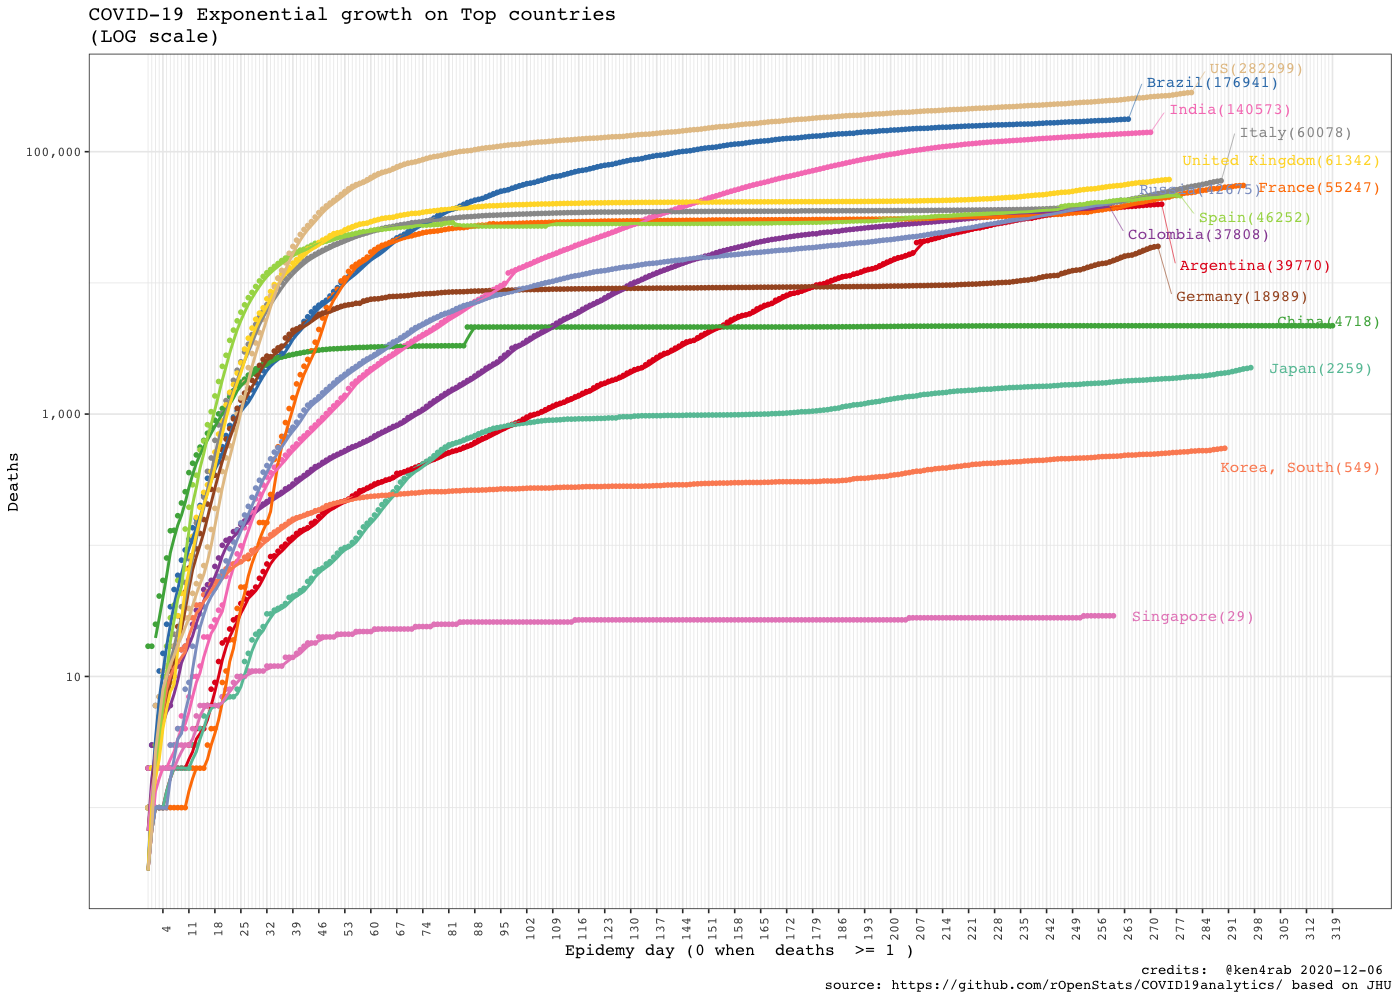 COVID-19 Exponential growth on Top countries
(LOG scale)
US(282299)
Brazil(176941)
India(140573)
Italy(60078)
100,000
United Kingdom(61342)
France(55247)
Spain(46252)
Colombia(37808)
Argentina(39770)
Germany(18989)
China(4718)
Japan(2259)
1,000
Korea, South(549)
Deaths
Singapore(29)
10
4 11 18 25 32 39 46 53 60 67 74 81 88 95 102 109 116 123 130 137 144 151 158 165 172 179 186 193 200 207 214 221 228 235 242 249 256 263 270 277 284 291 298 305 312 319
Epidemy day (0 when  deaths  >= 1 )
credits:  @ken4rab 2020-12-06
source: https://github.com/rOpenStats/COVID19analytics/ based on JHU